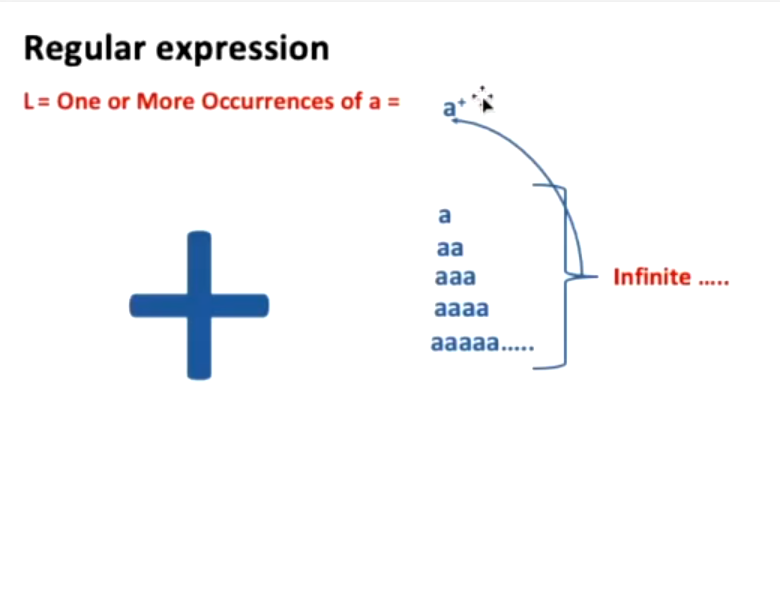 Regular expression
L= One or More Occurrences of a = a⁺
a
aa
aaa
Infinite .....
aaaa
aaaaa.....